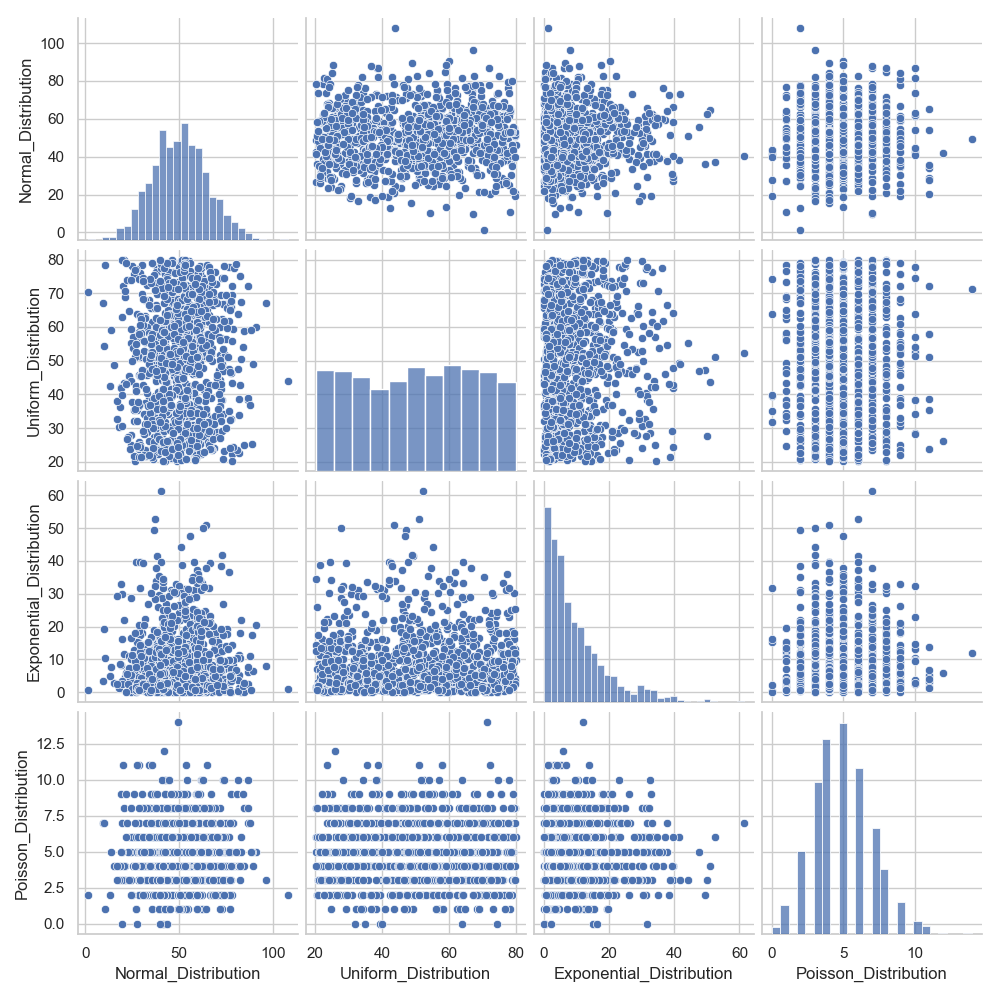 Normal_Distribution
100
80
60
40
20
0
Uniform_Distribution
80
70
60
50
40
30
20
Exponential_Distribution
60
50
40
30
20
10
0
Poisson_Distribution
12.5
10.0
7.5
5.0
2.5
0.0
0 50 100
20 40 60 80
0 20 40 60
0 5 10
Normal_Distribution
Uniform_Distribution
Exponential_Distribution
Poisson_Distribution